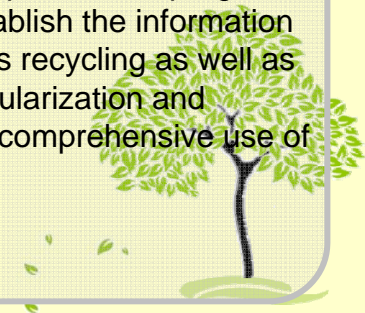 ablish the information
s recycling as well as
ularization and
comprehensive use of